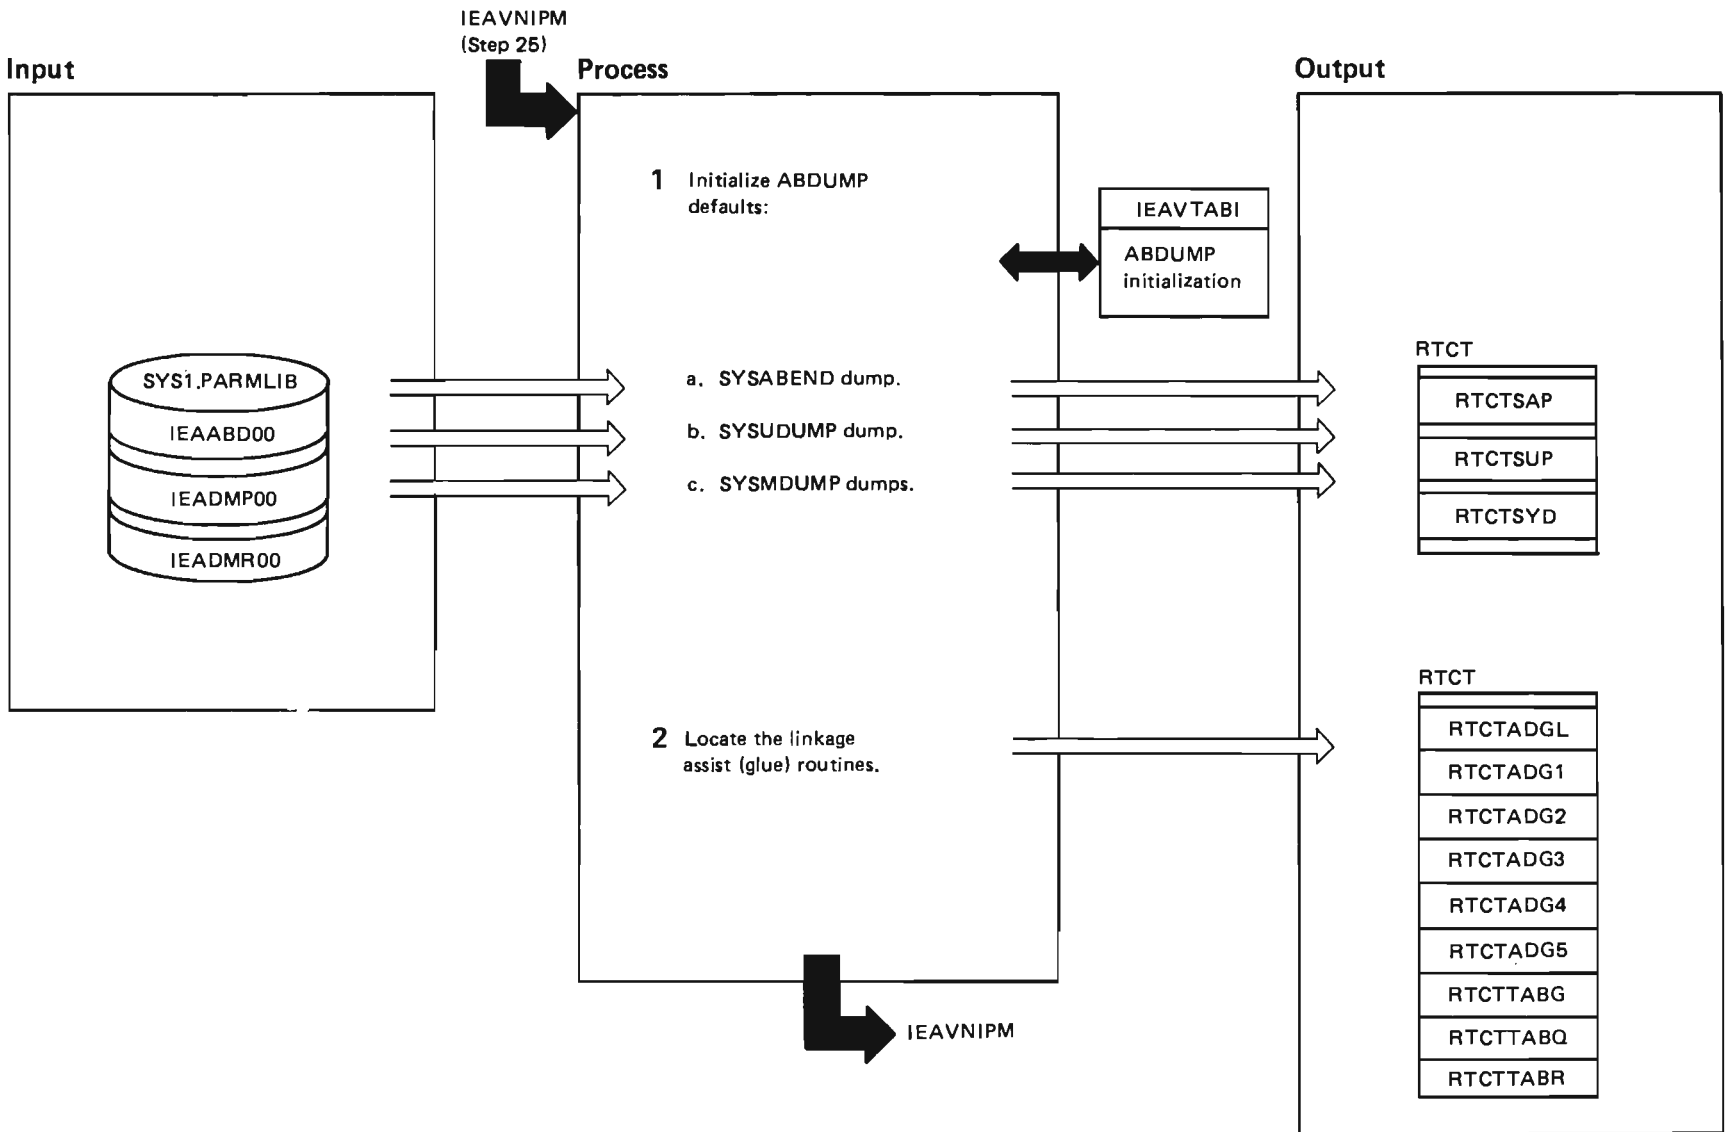 IEAVNIPM
(Step 25)
Input
Process
Output
1 Initialize ABDUMP
defaults:
IEAVTABI
ABDUMP
initialization
SYS1.PARMLIB
IEAABD00
IEADMP00
IEADMR00
a. SYSABEND dump.
b. SYSUDUMP dump.
c. SYSMDUMP dumps.
RTCT
RTCTSAP
RTCTSUP
RTCTSYD
2 Locate the linkage
assist (glue) routines.
RTCT
RTCTADGL
RTCTADG1
RTCTADG2
RTCTADG3
RTCTADG4
RTCTADG5
RTCTTABG
RTCTTABQ
RTCTTABR
IEAVNIPM